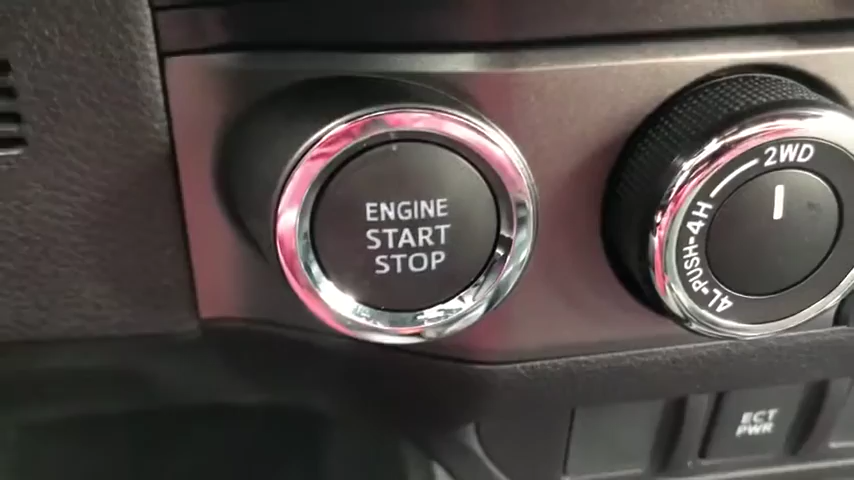 ENGINE
START
STOP
2WD
4H
4L-PUSH-
ECT
PWR